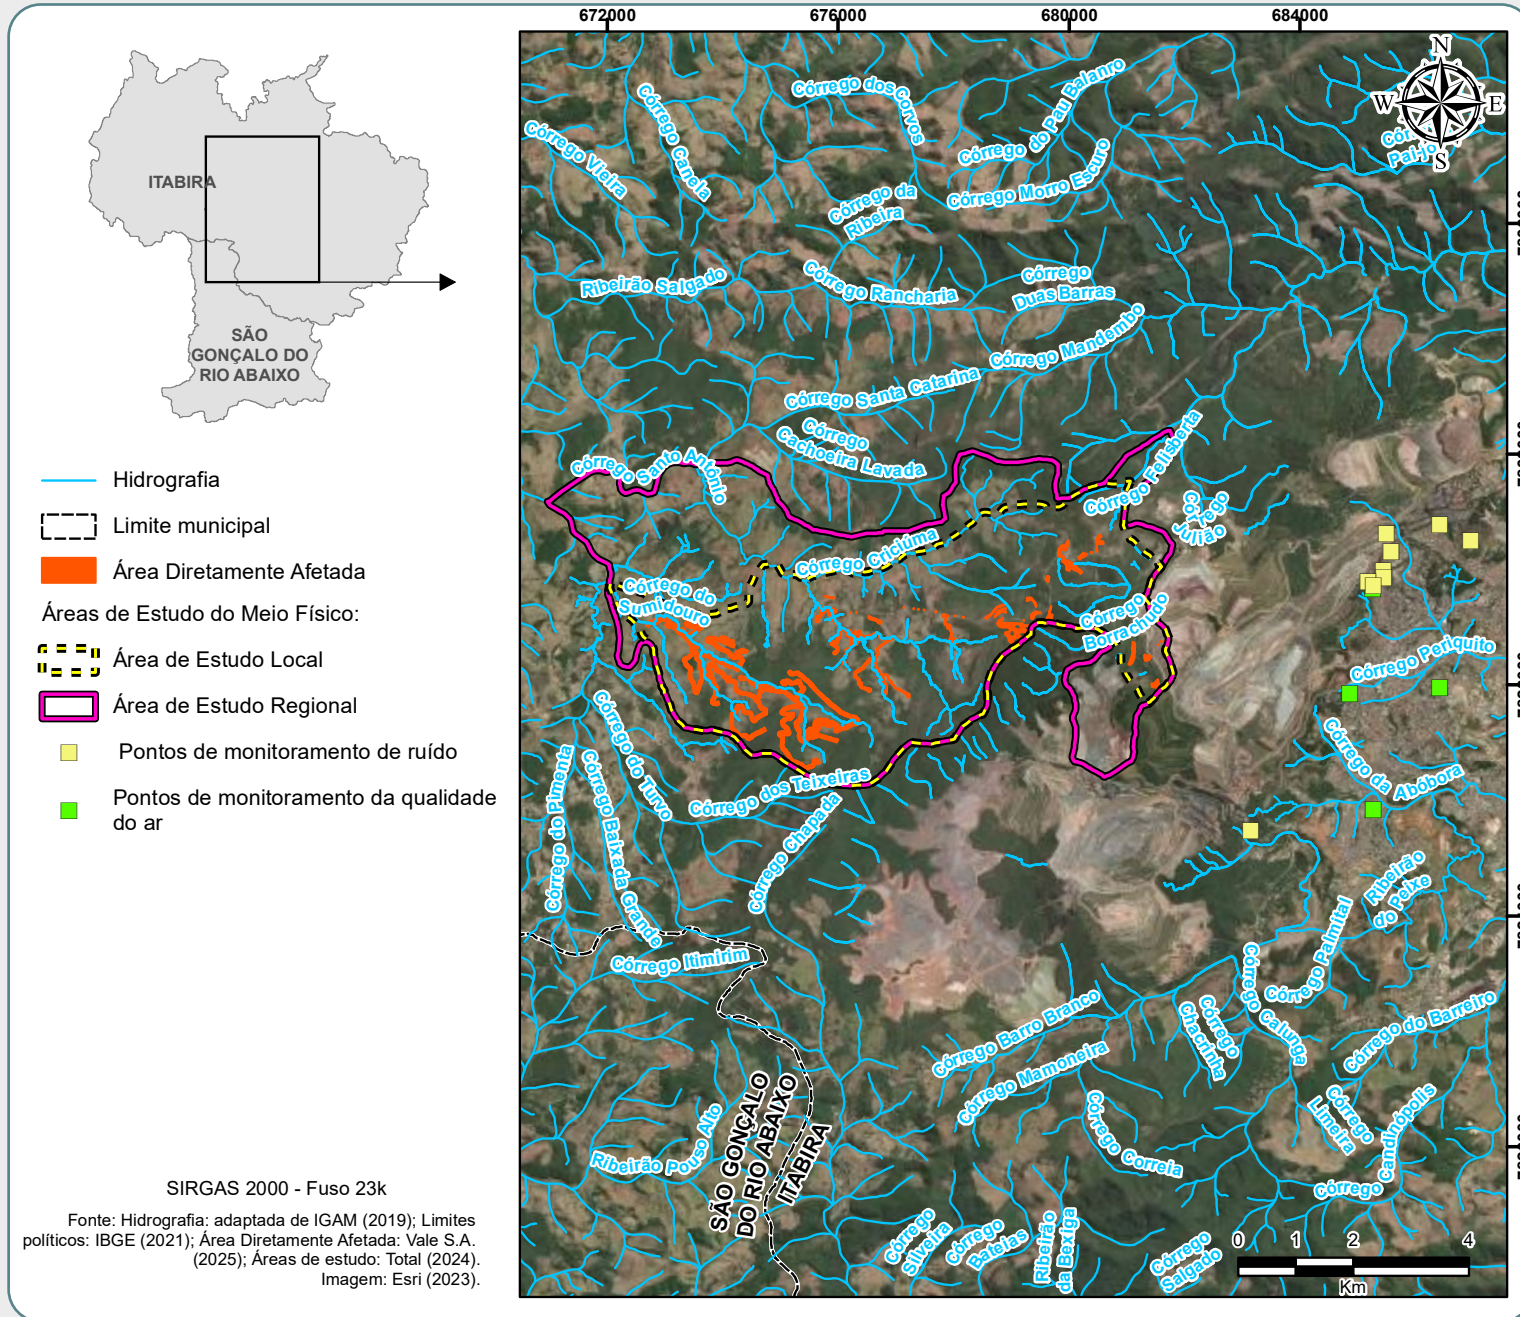 672000
676000
680000
684000
N
W
E
S
ITABIRA
SÃO
GONÇALO DO
RIO ABAIXO
Hidrografia
Limite municipal
Área Diretamente Afetada
Áreas de Estudo do Meio Físico:
Área de Estudo Local
Área de Estudo Regional
Pontos de monitoramento de ruído
Pontos de monitoramento da qualidade
do ar
SIRGAS 2000 - Fuso 23k
Fonte: Hidrografia: adaptada de IGAM (2019); Limites
políticos: IBGE (2021); Área Diretamente Afetada: Vale S.A.
(2025); Áreas de estudo: Total (2024).
Imagem: Esri (2023).
Córrego Vieira
Córrego Canela
Córrego dos Corvos
Córrego do Pau Balanro
Córrego Morro Escuro
Córrego da
Ribeira
Ribeirão Salgado
Córrego Rancharia
Córrego
Duas Barras
Córrego Mandembo
Córrego Santa Catarina
Córrego
Cachoeira Lavada
Córrego Santo Antônio
Córrego Felisberta
Córrego
Julião
Córrego Criciúma
Córrego do
Sumidouro
Córrego
Borrachudo
Córrego Periquito
Córrego da Abóbora
Córrego do Pimenta
Córrego Baixada Grande
Córrego do Turvo
Córrego dos Teixeiras
Córrego Chapada
Ribeirão
do Peixe
Córrego Palmital
Córrego Itimirim
Córrego Calunga
Córrego
Chacrinha
Córrego do Barreiro
Córrego Barro Branco
Córrego Mamoneira
Córrego Correia
Córrego
Limeira
Córrego Candinópolis
Ribeirão Pouso Alto
SÃO GONÇALO
DO RIO ABAIXO
ITABIRA
Córrego
Silveira
Córrego
Bateias
Ribeirão
da Bexiga
Córrego
Salgado
0 1 2 4
Km